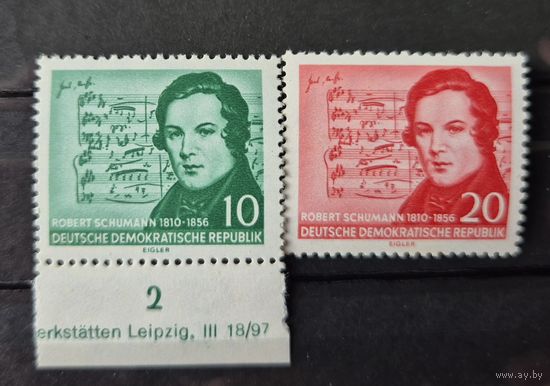 ROBERT SCHUMANN 1810-1856
10
DEUTSCHE DEMOKRATISCHE REPUBLIK
EIGLER
2
erkstätten Leipzig, III 18/97
ROBERT SCHUMANN 1810-1856
20
DEUTSCHE DEMOKRATISCHE REPUBLIK
EIGLER
www.ay.by